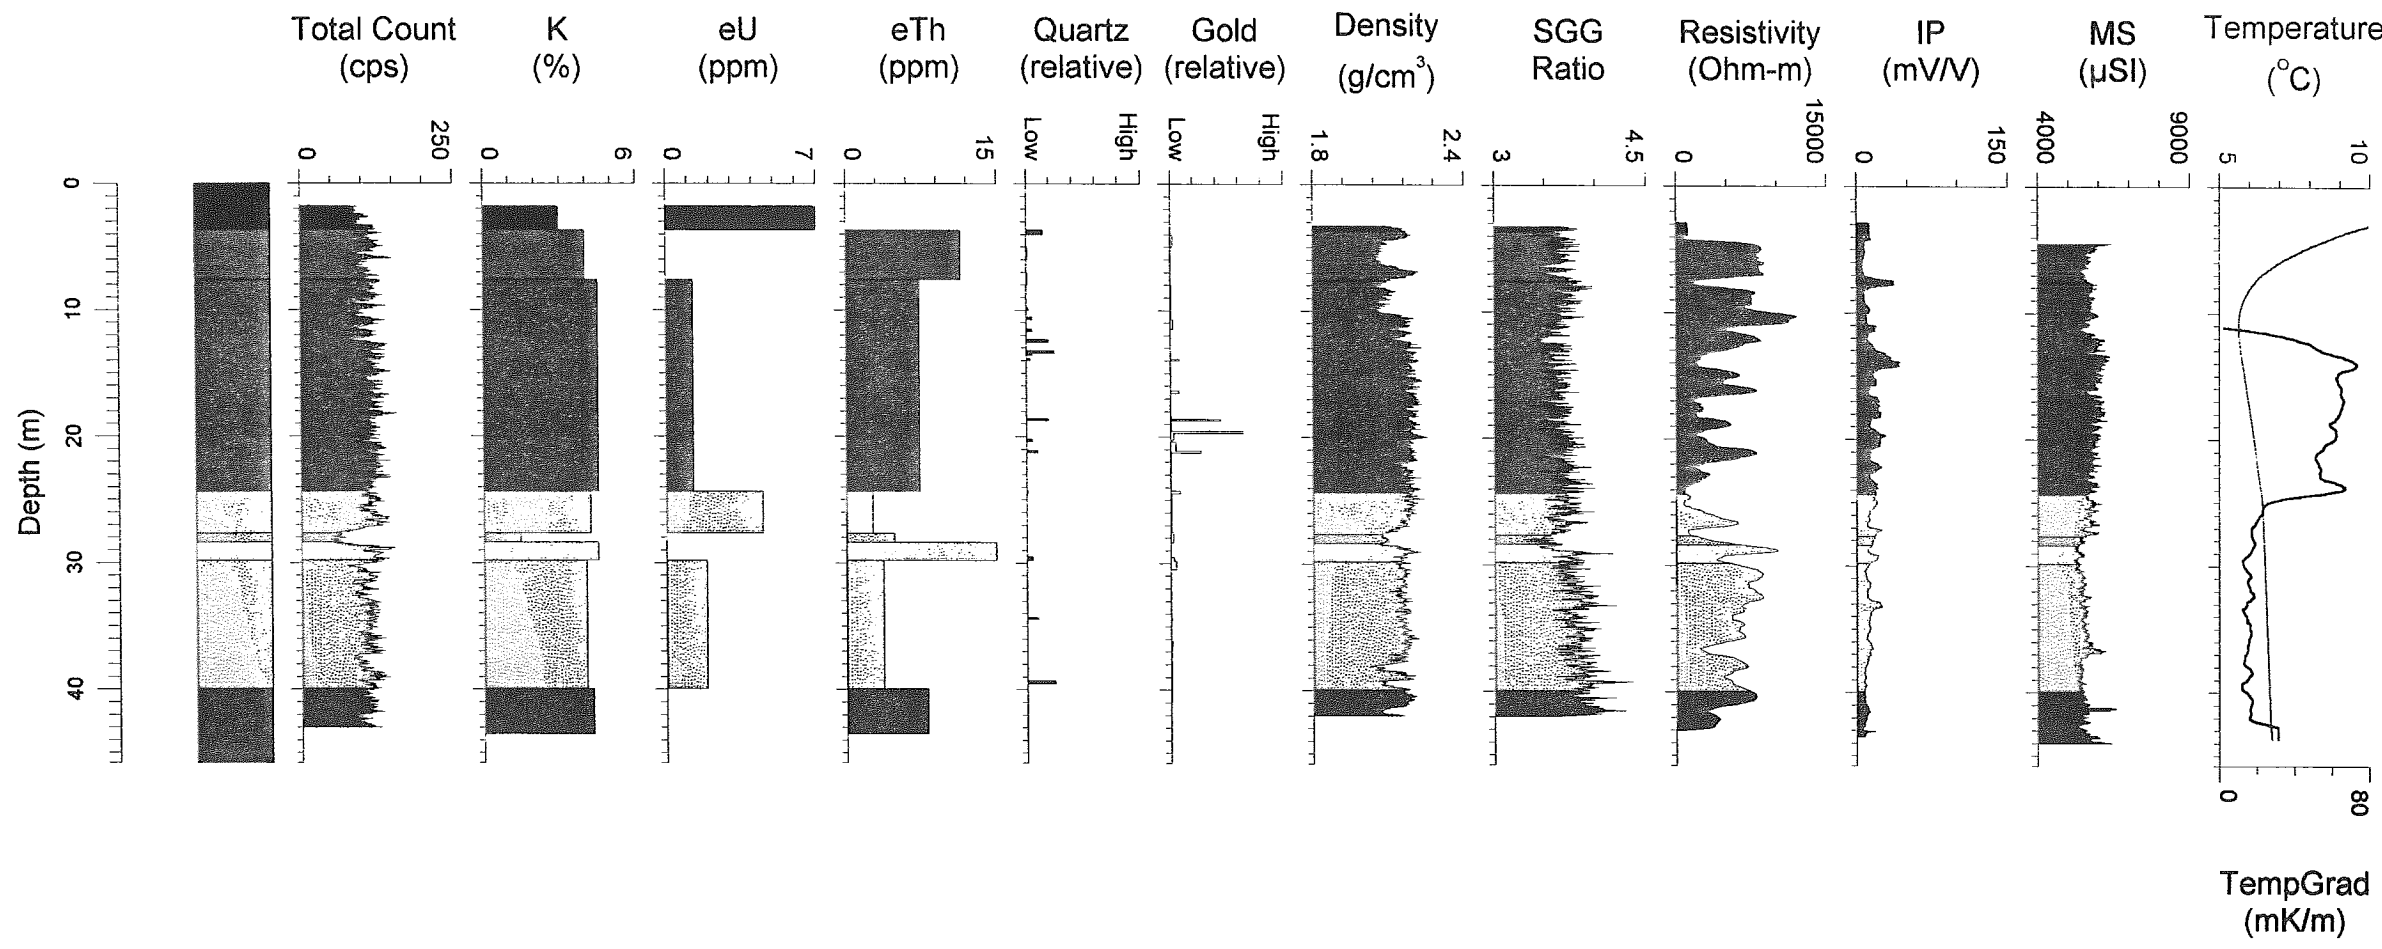 Total Count
(cps)
K
(%)
eU
(ppm)
eTh
(ppm)
Quartz
(relative)
Gold
(relative)
Density
(g/cm³)
SGG
Ratio
Resistivity
(Ohm-m)
IP
(mV/V)
MS
(µSI)
Temperature
(°C)
0
250
0
6
0
7
0
15
Low
High
Low
High
1.8
2.4
3
4.5
0
15000
0
150
4000
9000
5
10
Depth (m)
0
10
20
30
40
0
80
TempGrad
(mK/m)